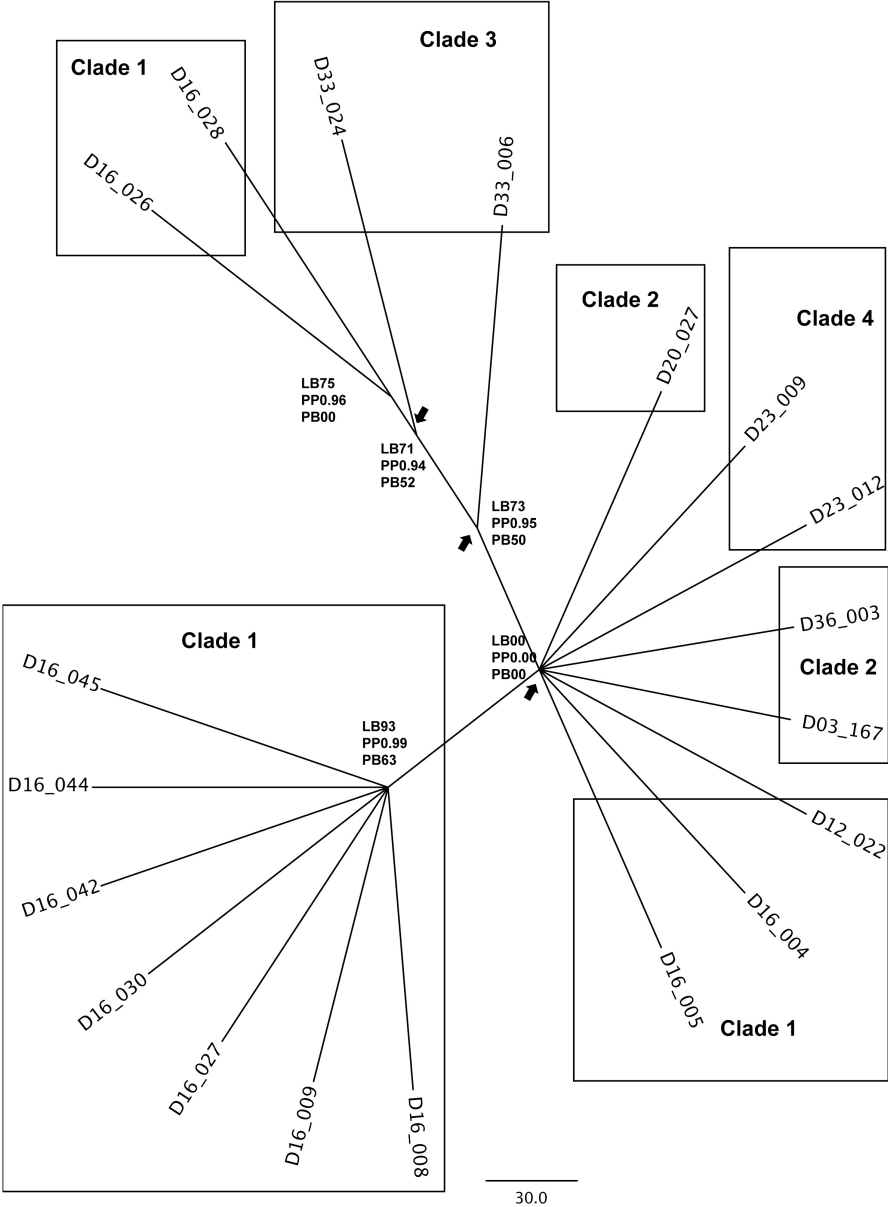 Clade 3
Clade 1
D16_028
D33_024
D33_006
D16_026
Clade 2
D20_027
Clade 4
D23_009
D23_012
LB75
PP0.96
PB00
LB71
PP0.94
PB52
LB73
PP0.95
PB50
D36_003
Clade 2
D03_167
LB00
PP0.00
PB00
Clade 1
D16_045
LB93
PP0.99
PB63
D16_044
D16_042
D16_030
D16_027
D16_009
D16_008
D12_022
D16_004
D16_005
Clade 1
30.0